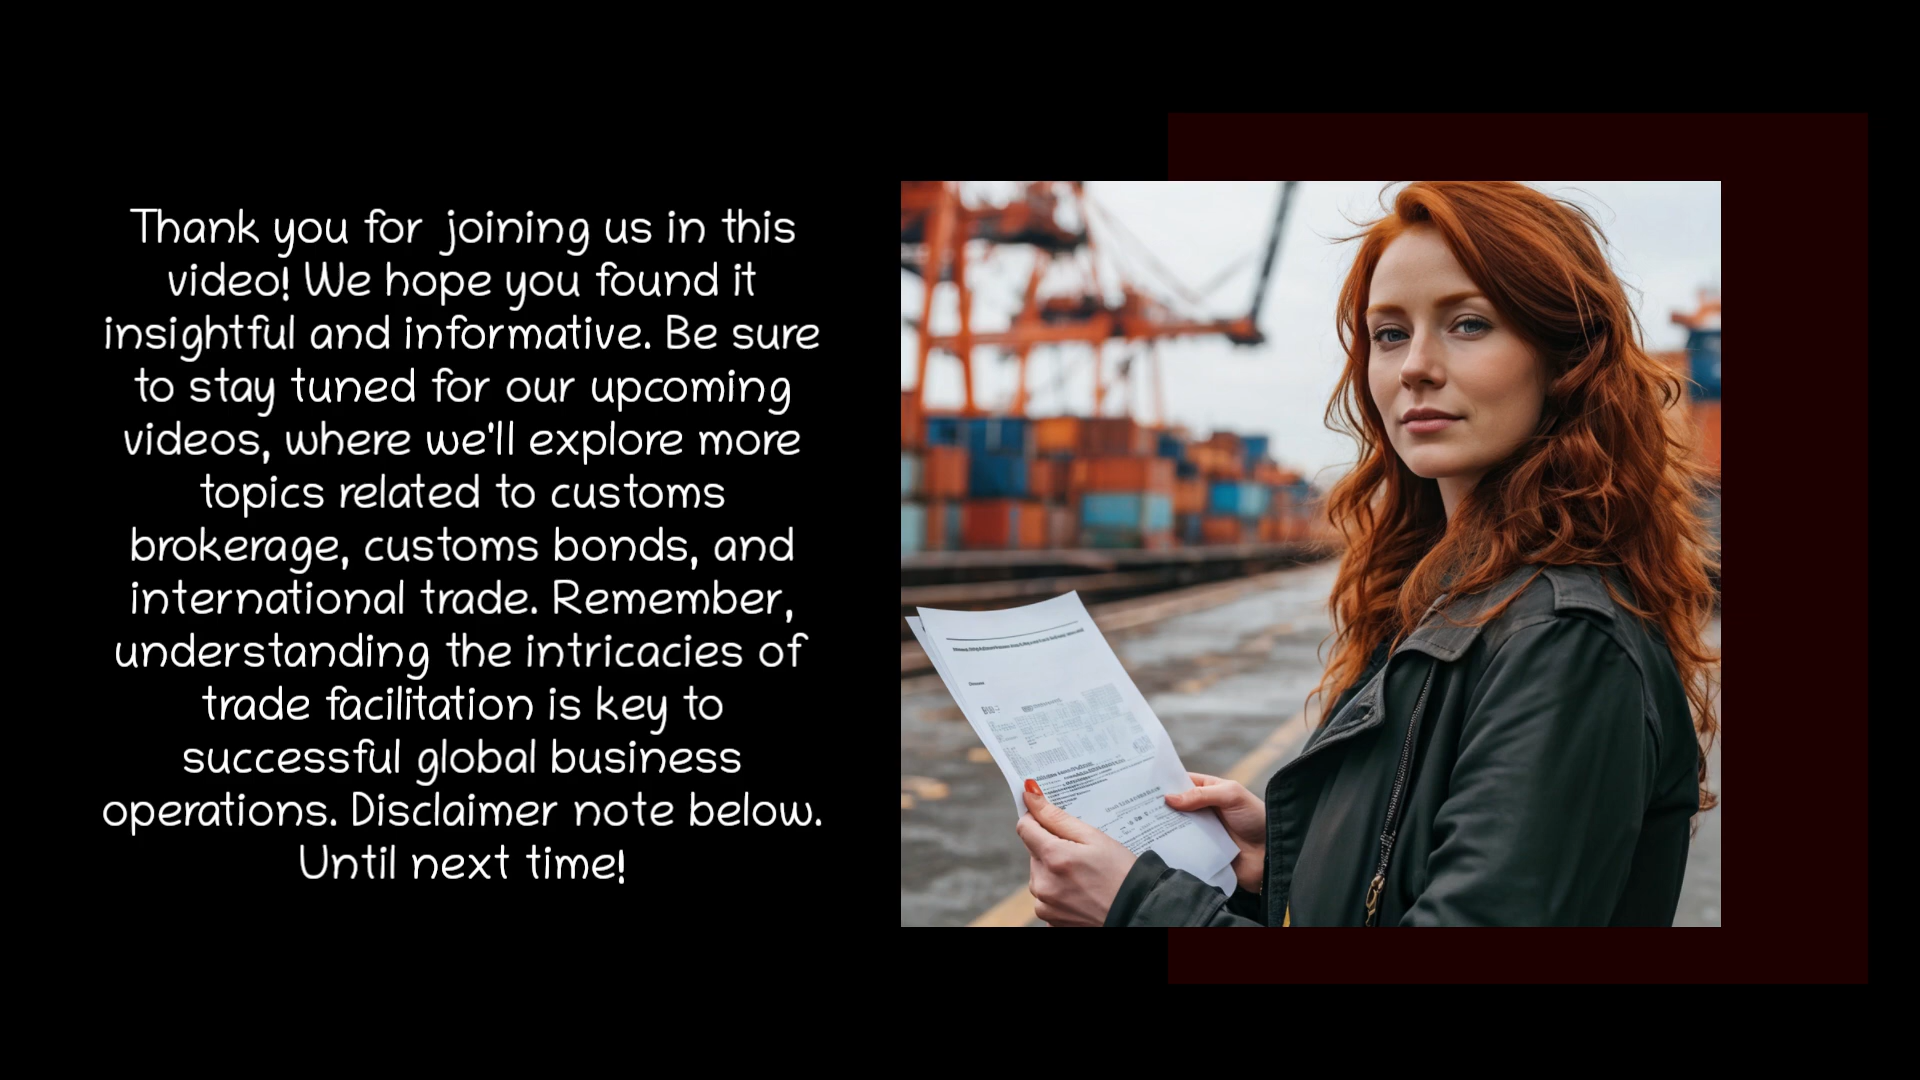 Thank you for joining us in this
video! We hope you found it
insightful and informative. Be sure
to stay tuned for our upcoming
videos, where we'll explore more
topics related to customs
brokerage, customs bonds, and
international trade. Remember,
understanding the intricacies of
trade facilitation is key to
successful global business
operations. Disclaimer note below.
Until next time!